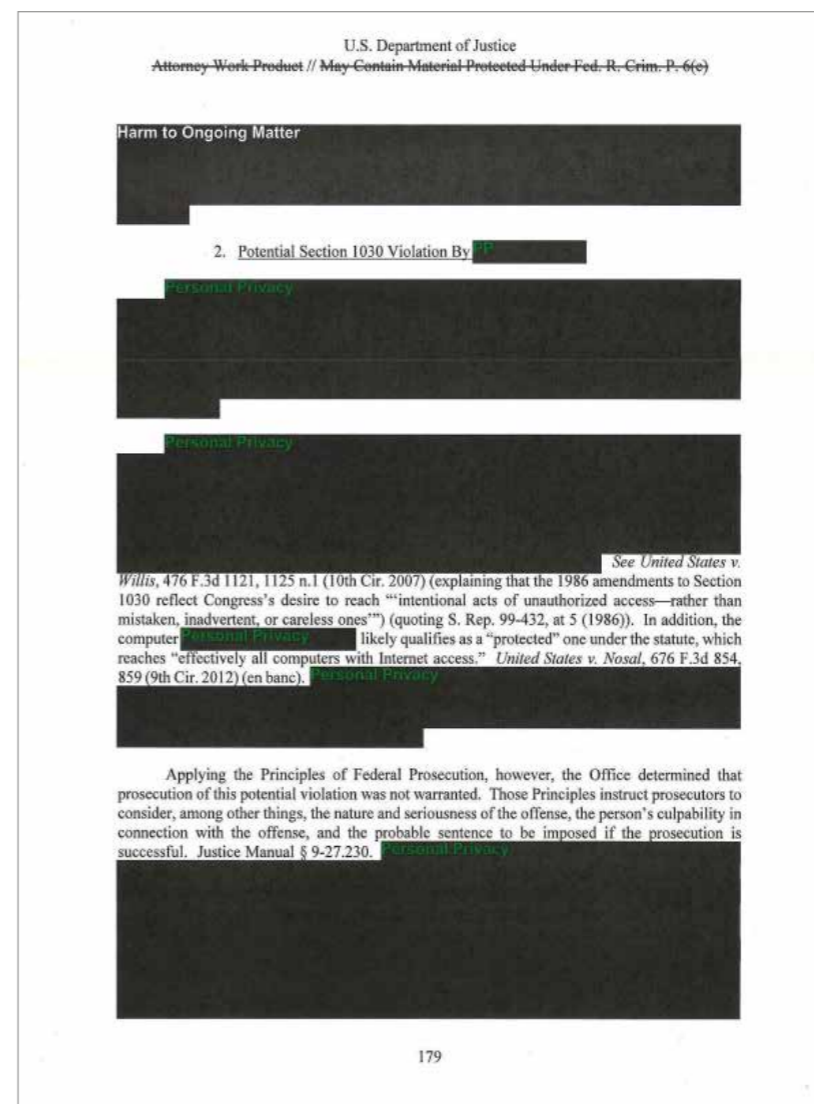 U.S. Department of Justice
Attorney Work Product // May Contain Material Protected Under Fed. R. Crim. P. 6(e)
Harm to Ongoing Matter
2. Potential Section 1030 Violation By PP
Personal Privacy
Personal Privacy
See United States v.
Willis, 476 F.3d 1121, 1125 n.1 (10th Cir. 2007) (explaining that the 1986 amendments to Section
1030 reflect Congress's desire to reach "'intentional acts of unauthorized access—rather than
mistaken, inadvertent, or careless ones'") (quoting S. Rep. 99-432, at 5 (1986)). In addition, the
computer Personal Privacy likely qualifies as a "protected" one under the statute, which
reaches "effectively all computers with Internet access." United States v. Nosal, 676 F.3d 854,
859 (9th Cir. 2012) (en banc). Personal Privacy
Applying the Principles of Federal Prosecution, however, the Office determined that
prosecution of this potential violation was not warranted. Those Principles instruct prosecutors to
consider, among other things, the nature and seriousness of the offense, the person's culpability in
connection with the offense, and the probable sentence to be imposed if the prosecution is
successful. Justice Manual § 9-27.230. Personal Privacy
179